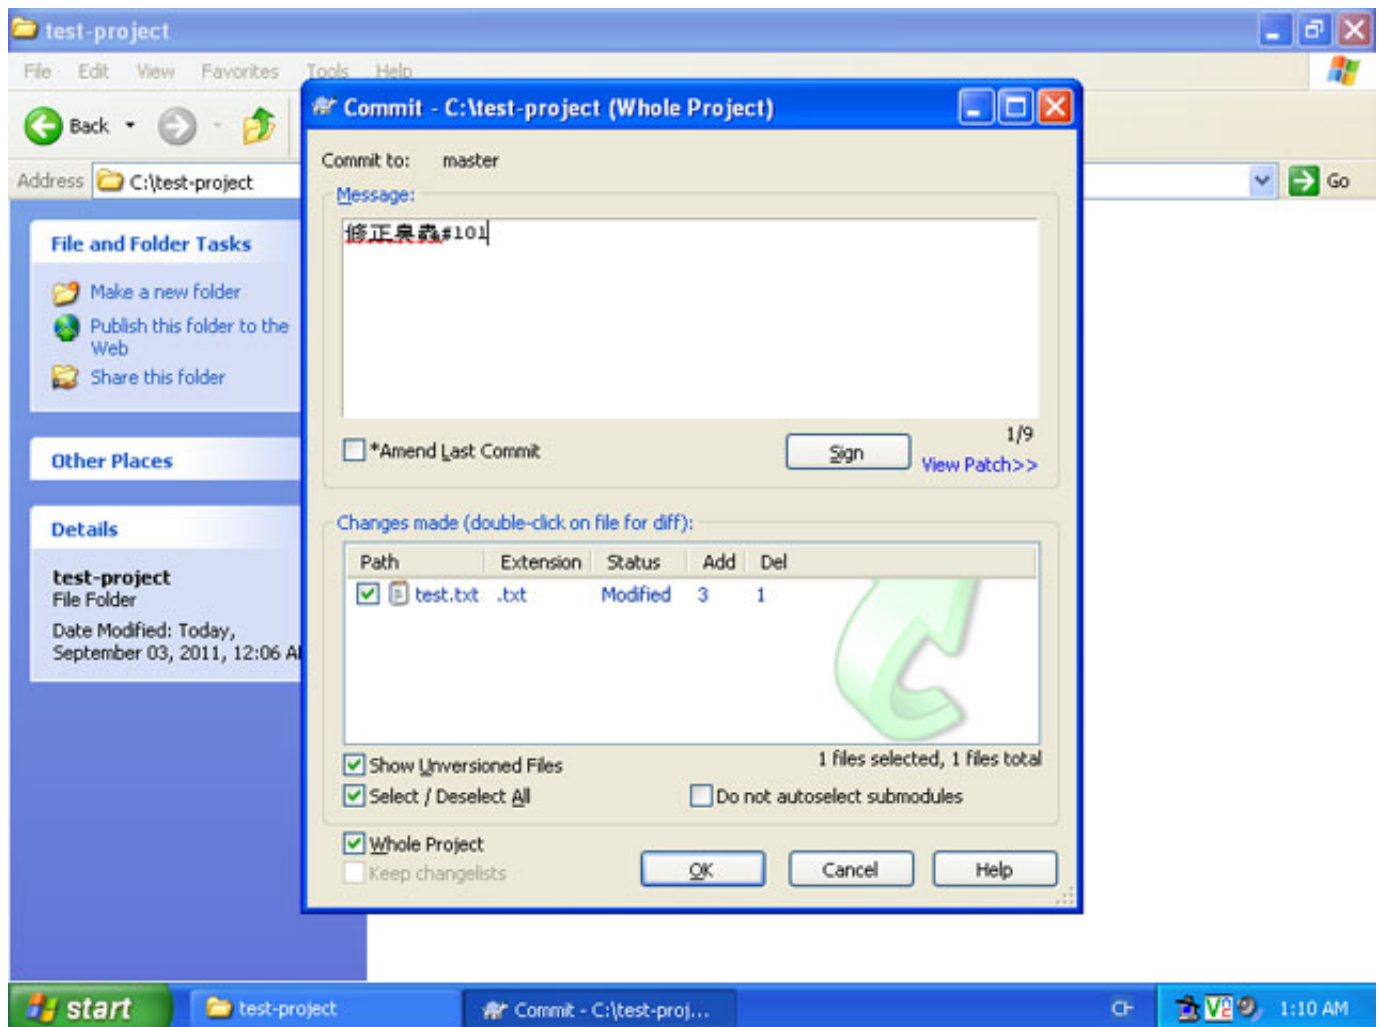 test-project
File Edit View Favorites Tools Help
Back
Address C:\test-project
Go
File and Folder Tasks
Make a new folder
Publish this folder to the
Web
Share this folder
Other Places
Details
test-project
File Folder
Date Modified: Today,
September 03, 2011, 12:06 A
Commit - C:\test-project (Whole Project)
Commit to: master
Message:
修正臭蟲#101
*Amend Last Commit
Sign
1/9
View Patch>>
Changes made (double-click on file for diff):
Path Extension Status Add Del
test.txt .txt Modified 3 1
Show Unversioned Files
1 files selected, 1 files total
Select / Deselect All
Do not autoselect submodules
Whole Project
Keep changelists
OK Cancel Help
start test-project Commit - C:\test-proj... CH 1:10 AM